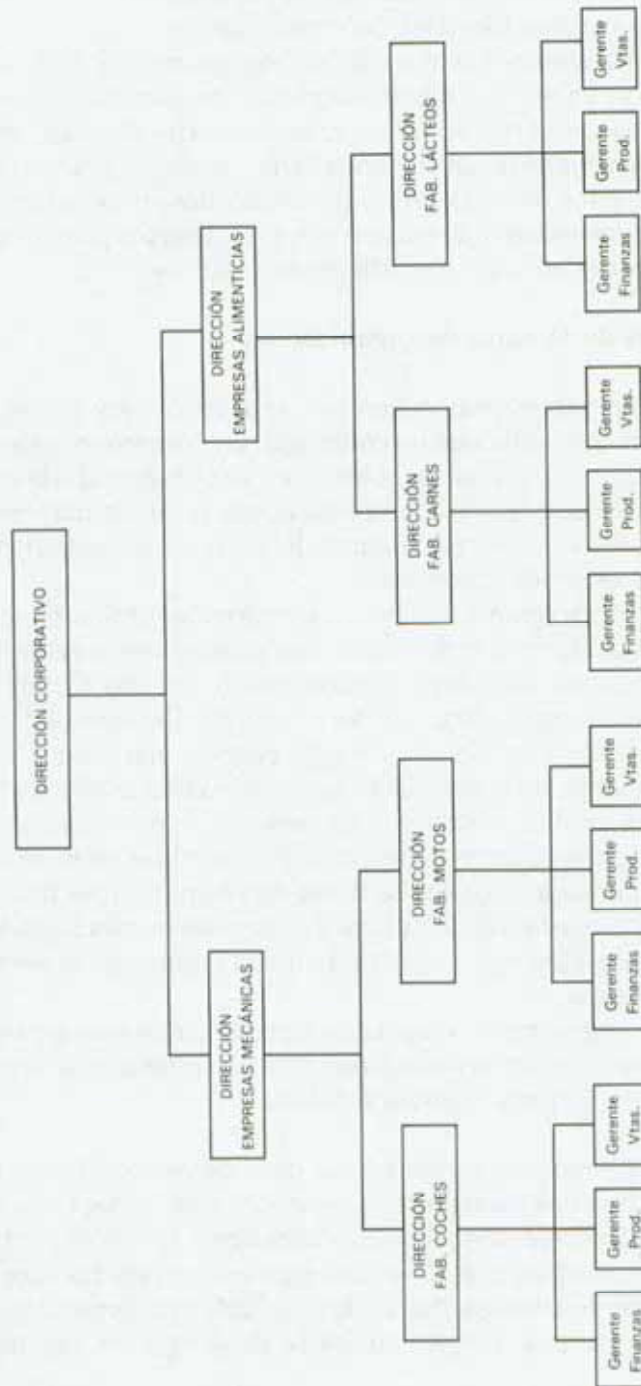 DIRECCIÓN CORPORATIVO
DIRECCIÓN
EMPRESAS MECÁNICAS
DIRECCIÓN
EMPRESAS ALIMENTICIAS
DIRECCIÓN
FAB. COCHES
DIRECCIÓN
FAB. MOTOS
DIRECCIÓN
FAB. CARNES
DIRECCIÓN
FAB. LÁCTEOS
Gerente
Finanzas
Gerente
Prod.
Gerente
Vtas.
Gerente
Finanzas
Gerente
Prod.
Gerente
Vtas.
Gerente
Finanzas
Gerente
Prod.
Gerente
Vtas.
Gerente
Finanzas
Gerente
Prod.
Gerente
Vtas.